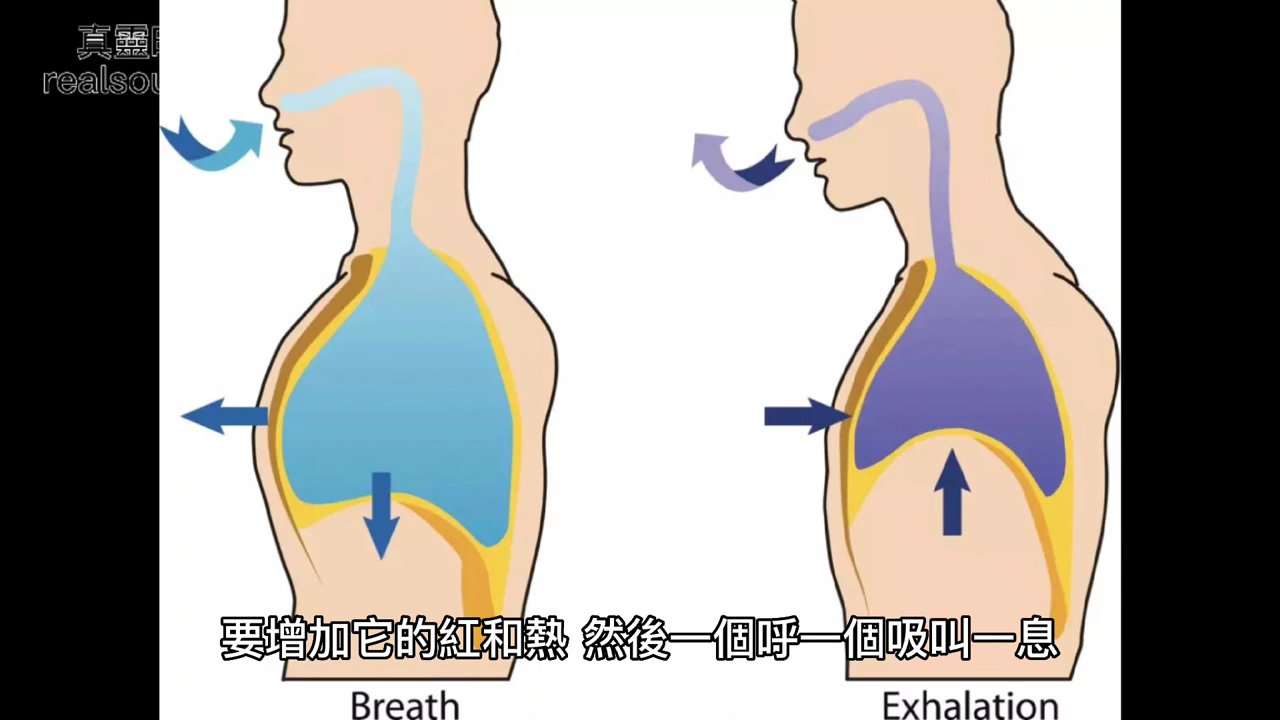 真靈
realsou
要增加它的紅和熱 然後一個呼一個吸叫一息
Breath
Exhalation